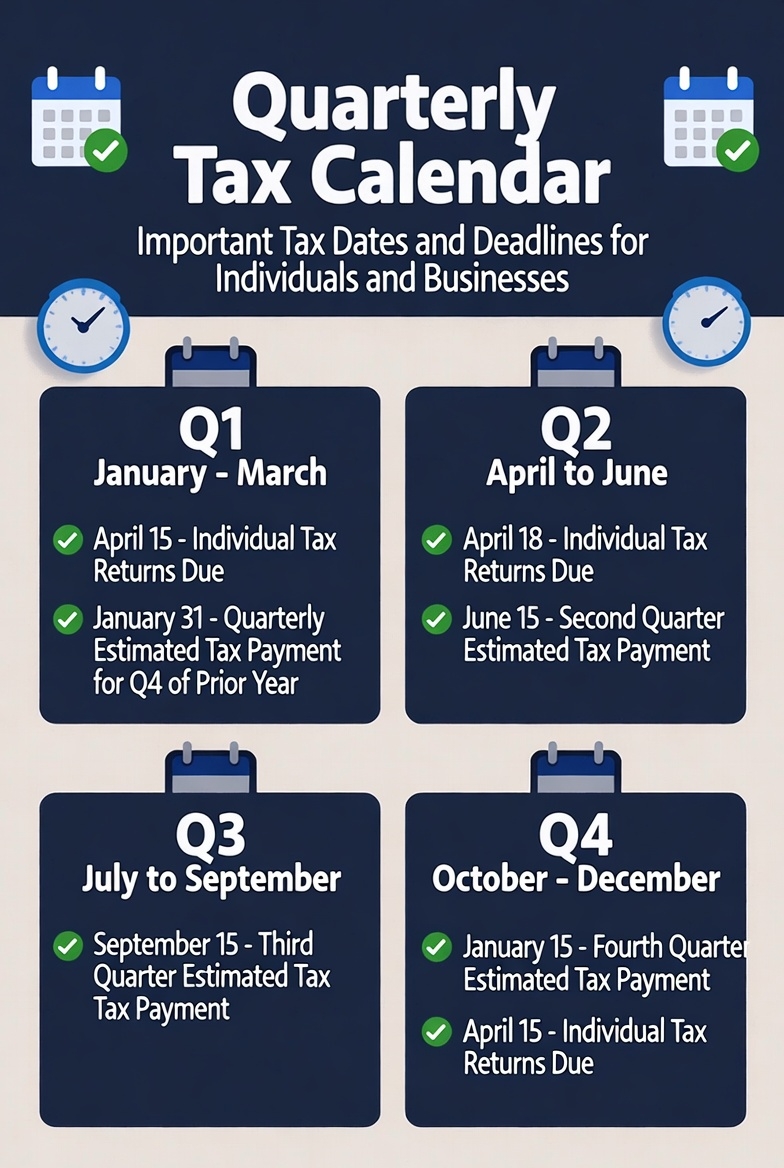 Quarterly
Tax Calendar
Important Tax Dates and Deadlines for
Individuals and Businesses
Q1
January - March
April 15 - Individual Tax
Returns Due
January 31 - Quarterly
Estimated Tax Payment
for Q4 of Prior Year
Q2
April to June
April 18 - Individual Tax
Returns Due
June 15 - Second Quarter
Estimated Tax Payment
Q3
July to September
September 15 - Third
Quarter Estimated Tax
Tax Payment
Q4
October - December
January 15 - Fourth Quarter
Estimated Tax Payment
April 15 - Individual Tax
Returns Due